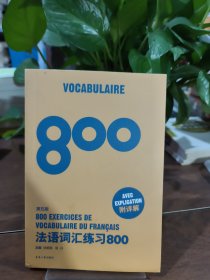 VOCABULAIRE
800
AVEC
EXPLICATION
附详解
800 EXERCICES DE
VOCABULAIRE DU FRANÇAIS
法语词汇练习800